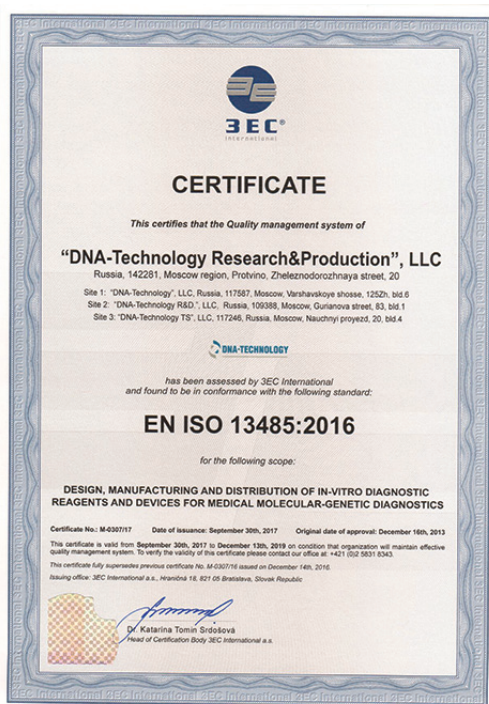 3EC International 3EC International 3EC International 3EC International 3EC International
3EC®
International
CERTIFICATE
This certifies that the Quality management system of
“DNA-Technology Research&Production”, LLC
Russia, 142281, Moscow region, Protvino, Zheleznodorozhnaya street, 20
Site 1: “DNA-Technology”, LLC, Russia, 117587, Moscow, Varshavskoye shosse, 125Zh, bld.6
Site 2: “DNA-Technology R&D.”, LLC, Russia, 109388, Moscow, Gurianova street, 83, bld.1
Site 3: “DNA-Technology TS”, LLC, 117246, Russia, Moscow, Nauchnyi proyezd, 20, bld.4
DNA-TECHNOLOGY
has been assessed by 3EC International
and found to be in conformance with the following standard:
EN ISO 13485:2016
for the following scope:
DESIGN, MANUFACTURING AND DISTRIBUTION OF IN-VITRO DIAGNOSTIC
REAGENTS AND DEVICES FOR MEDICAL MOLECULAR-GENETIC DIAGNOSTICS
Certificate No.: M-0307/17 Date of issuance: September 30th, 2017 Original date of approval: December 16th, 2013
This certificate is valid from September 30th, 2017 to December 13th, 2019 on condition that organization will maintain effective
quality management system. To verify the validity of this certificate please contact our office at: +421 (0)2 5831 8343.
This certificate fully supersedes previous certificate No. M-0307/16 issued on December 14th, 2016.
Issuing office: 3EC International a.s., Hraničná 18, 821 05 Bratislava, Slovak Republic
Dr. Katarína Tomin Srdošová
Head of Certification Body 3EC International a.s.